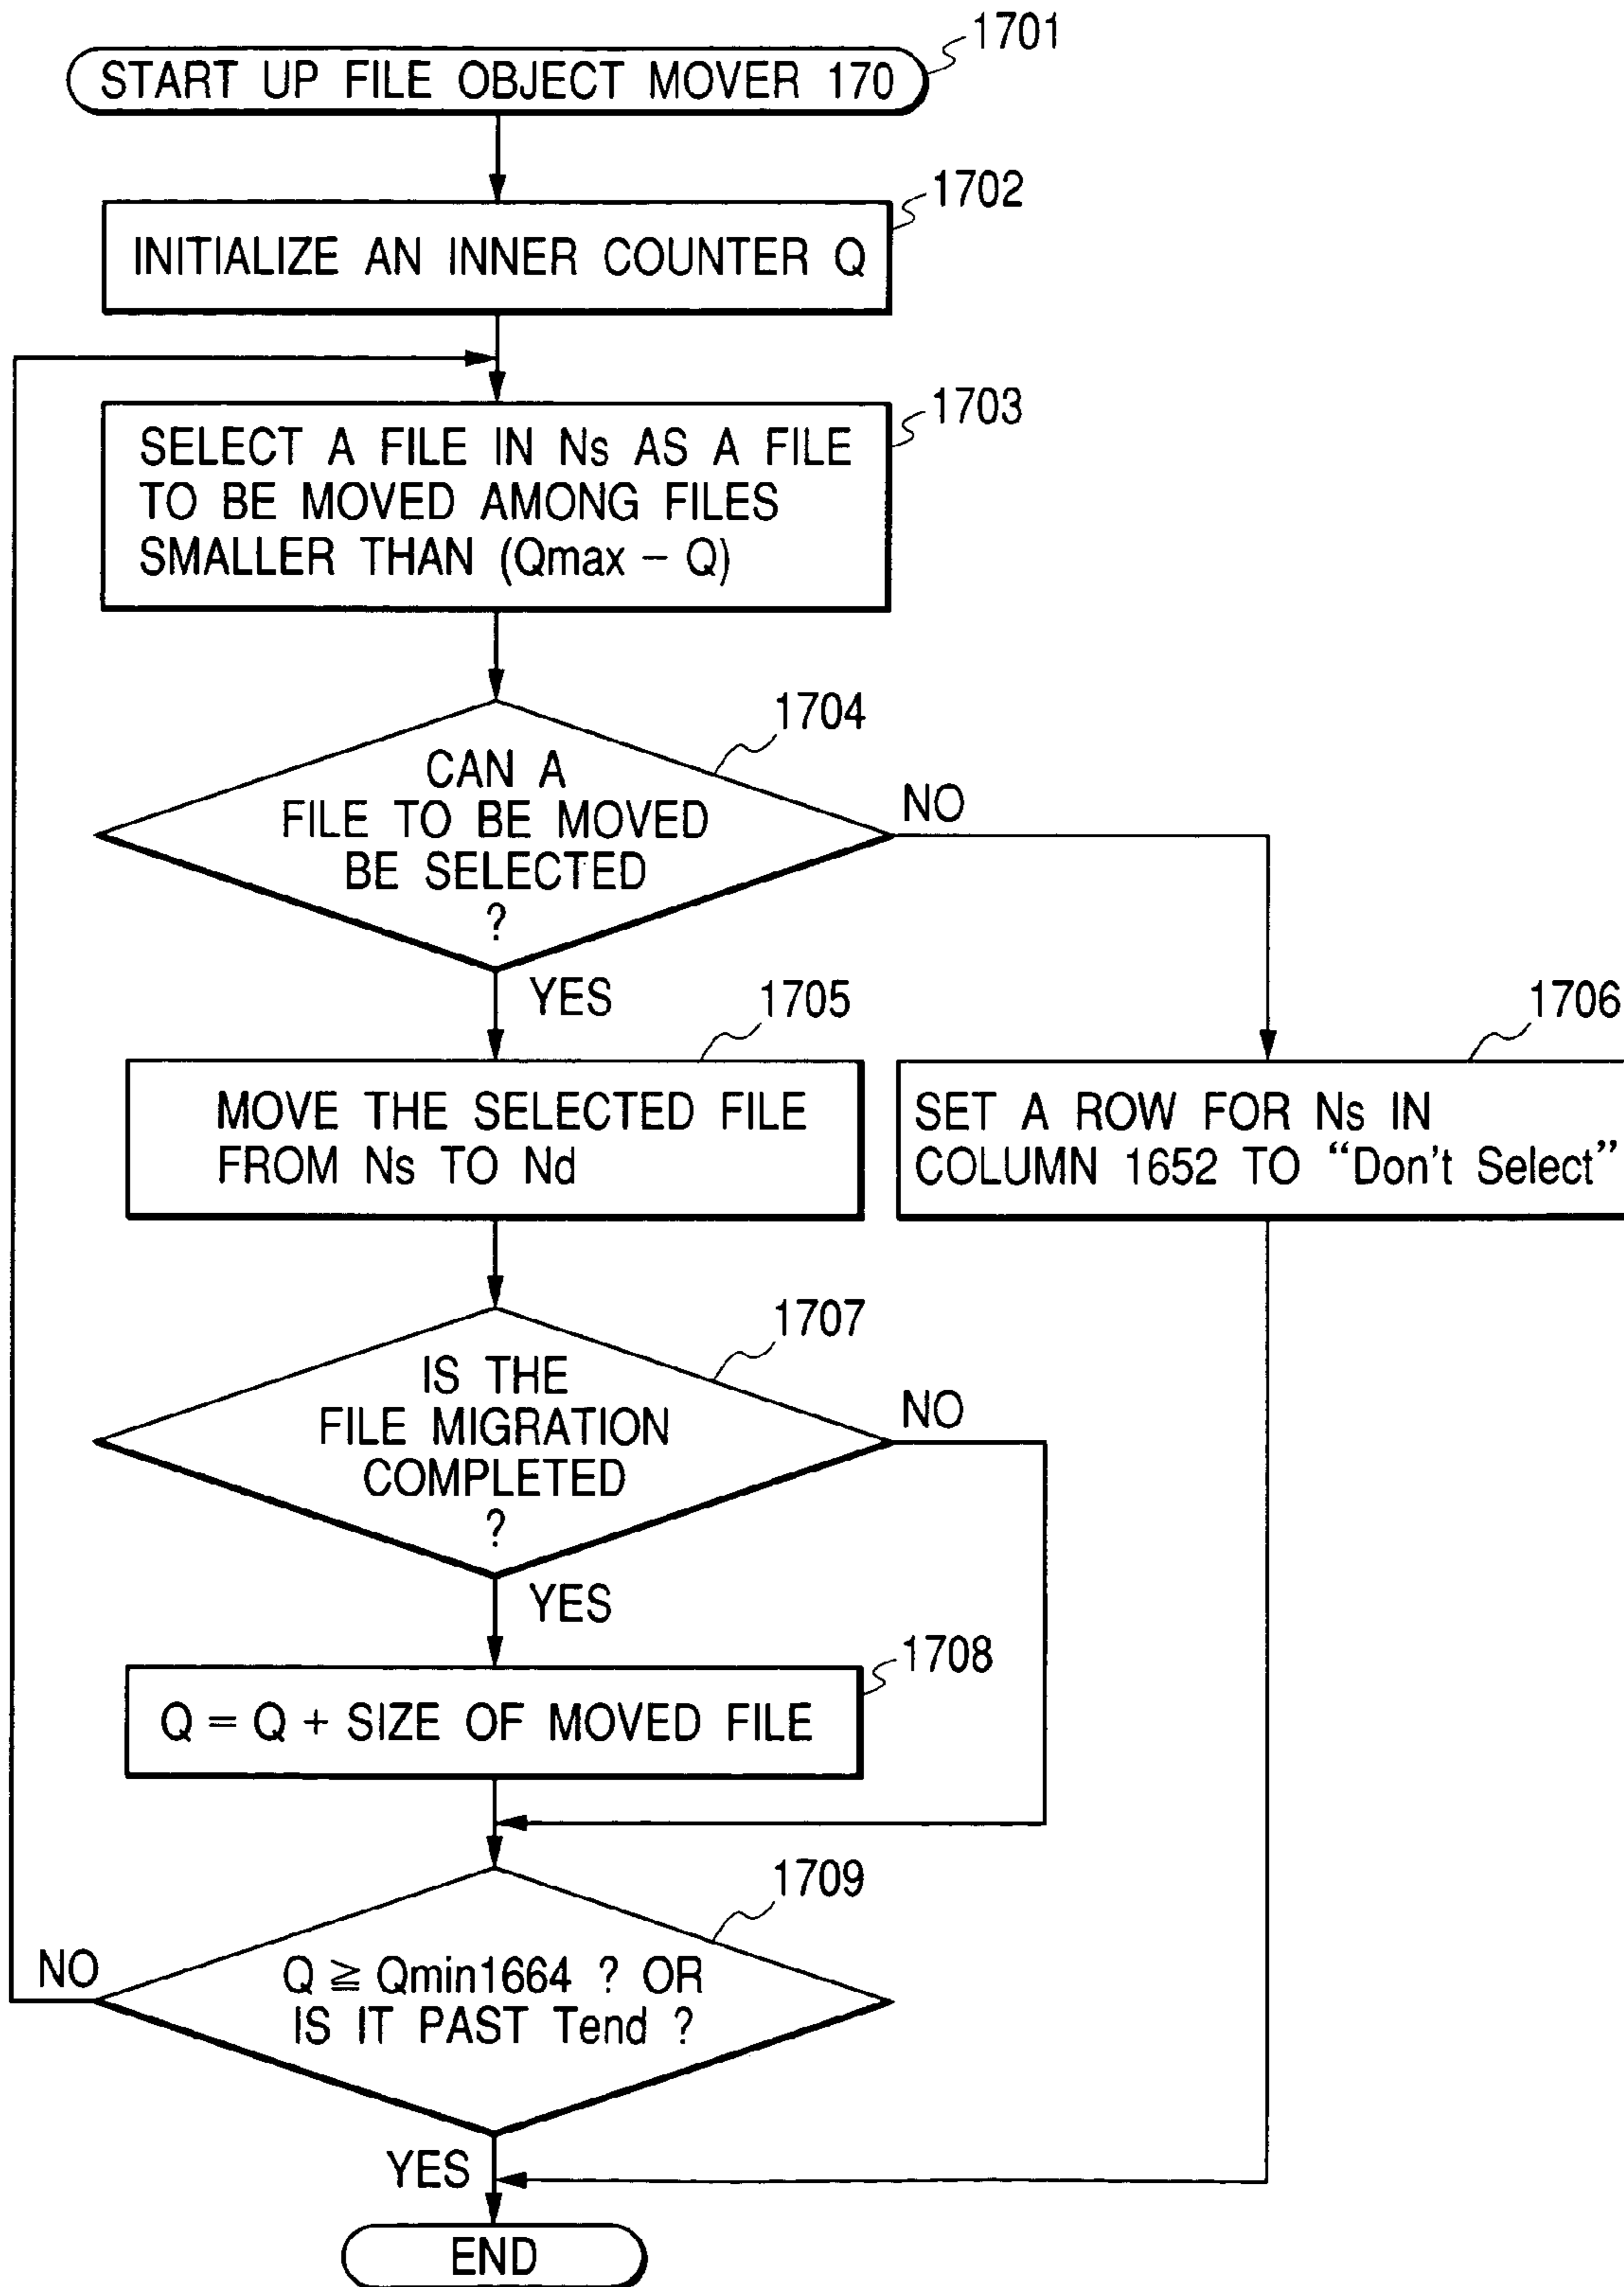 1701
START UP FILE OBJECT MOVER 170
1702
INITIALIZE AN INNER COUNTER Q
1703
SELECT A FILE IN Ns AS A FILE
TO BE MOVED AMONG FILES
SMALLER THAN (Qmax − Q)
1704
CAN A
FILE TO BE MOVED
BE SELECTED
?
NO
YES
1705
MOVE THE SELECTED FILE
FROM Ns TO Nd
1706
SET A ROW FOR Ns IN
COLUMN 1652 TO “Don't Select”
1707
IS THE
FILE MIGRATION
COMPLETED
?
NO
YES
1708
Q = Q + SIZE OF MOVED FILE
1709
Q ≧ Qmin1664 ? OR
IS IT PAST Tend ?
NO
YES
END